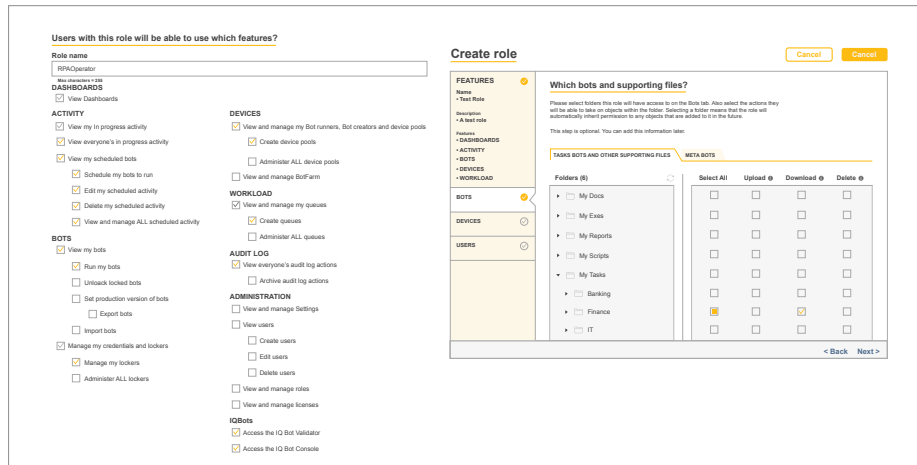 Users with this role will be able to use which features?
Role name
RPAOperator
Max characters = 255
DASHBOARDS
View Dashboards
ACTIVITY
View my In progress activity
View everyone's in progress activity
View my scheduled bots
Schedule my bots to run
Edit my scheduled activity
Delete my scheduled activity
View and manage ALL scheduled activity
BOTS
View my bots
Run my bots
Unloack locked bots
Set production version of bots
Export bots
Import bots
Manage my credentials and lockers
Manage my lockers
Administer ALL lockers
DEVICES
View and manage my Bot runners, Bot creators and device pools
Create device pools
Administer ALL device pools
View and manage BotFarm
WORKLOAD
View and manage my queues
Create queues
Administer ALL queues
AUDIT LOG
View everyone's audit log actions
Archive audit log actions
ADMINISTRATION
View and manage Settings
View users
Create users
Edit users
Delete users
View and manage roles
View and manage licenses
IQBots
Access the IQ Bot Validator
Access the IQ Bot Console
Create role
Cancel
Cancel
FEATURES
Name
• Test Role
Description
• A test role
Features
• DASHBOARDS
• ACTIVITY
• BOTS
• DEVICES
• WORKLOAD
BOTS
DEVICES
USERS
Which bots and supporting files?
Please select folders this role will have access to on the Bots tab. Also select the actions they
will be able to take on objects within the folder. Selecting a folder means that the role will
automatically inherit permission to any objects that are added to it in the future.
This step is optional. You can add this information later.
TASKS BOTS AND OTHER SUPPORTING FILES
META BOTS
Folders (6)
Select All Upload Download Delete
My Docs
My Exes
My Reports
My Scripts
My Tasks
Banking
Finance
IT
< Back Next >